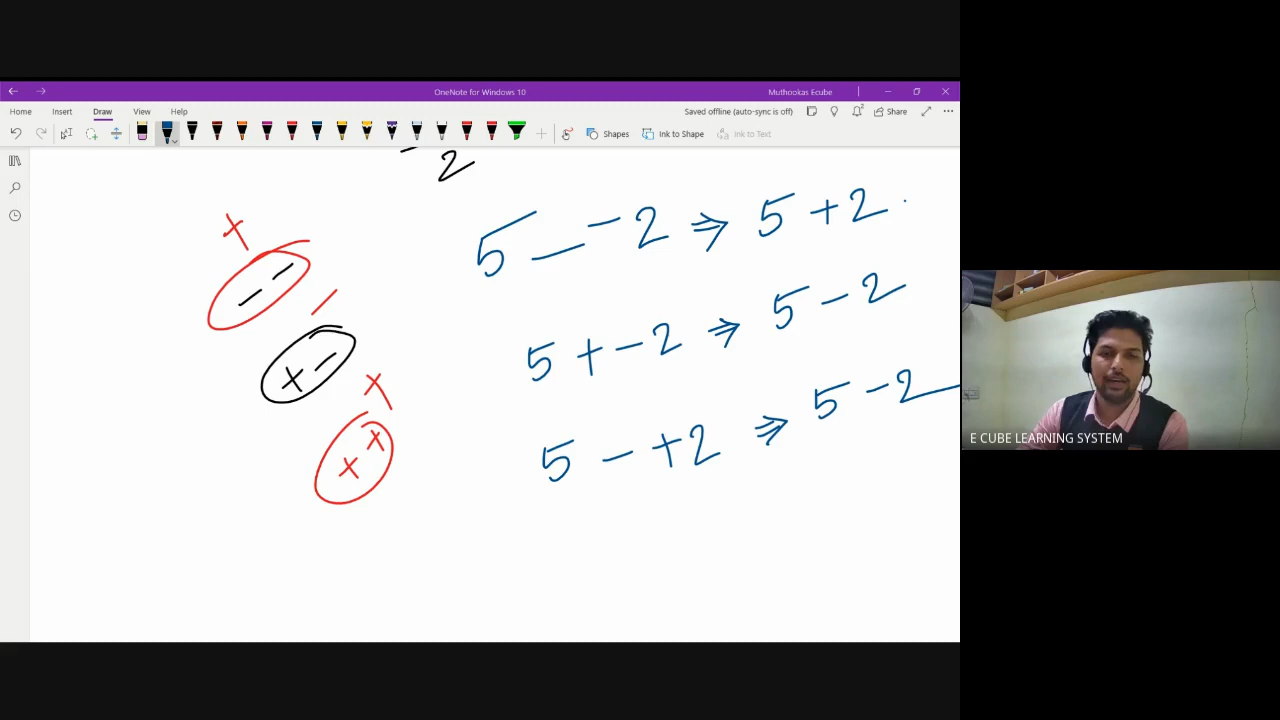 OneNote for Windows 10
Muthookas Ecube
Home Insert Draw View Help
Saved offline (auto-sync is off)
Share
Shapes
Ink to Shape
Ink to Text
2
5 - -2 ⇒ 5 + 2
5 + -2 ⇒ 5 - 2
5 - +2 ⇒ 5 - 2
+
- -
-
+ -
+
+ +
E CUBE LEARNING SYSTEM